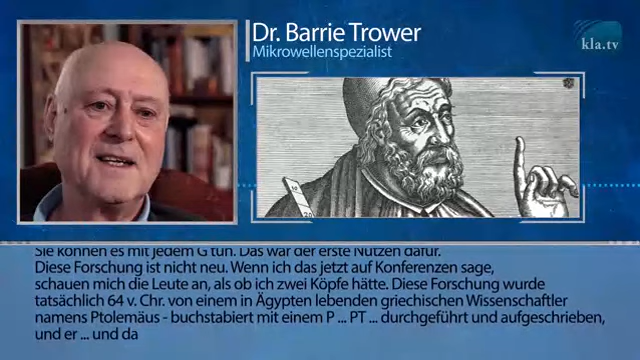 Dr. Barrie Trower
Mikrowellenspezialist
kla.tv
Sie können es mit jedem G tun. Das war der erste Nutzen dafür.
Diese Forschung ist nicht neu. Wenn ich das jetzt auf Konferenzen sage,
schauen mich die Leute an, als ob ich zwei Köpfe hätte. Diese Forschung wurde
tatsächlich 64 v. Chr. von einem in Ägypten lebenden griechischen Wissenschaftler
namens Ptolemäus - buchstabiert mit einem P ... PT ... durchgeführt und aufgeschrieben,
und er ... und da